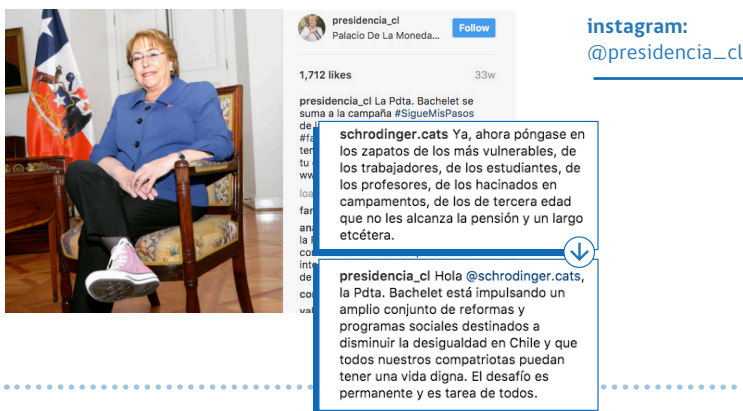 presidencia_cl
Palacio De La Moneda...
Follow
1,712 likes
33w
presidencia_cl La Pdta. Bachelet se
suma a la campaña #SigueMisPasos
de
loa
com
instagram:
@presidencia_cl
schrodinger.cats Ya, ahora póngase en
los zapatos de los más vulnerables, de
los trabajadores, de los estudiantes, de
los profesores, de los hacinados en
campamentos, de los de tercera edad
que no les alcanza la pensión y un largo
etcétera.
presidencia_cl Hola @schrodinger.cats,
la Pdta. Bachelet está impulsando un
amplio conjunto de reformas y
programas sociales destinados a
disminuir la desigualdad en Chile y que
todos nuestros compatriotas puedan
tener una vida digna. El desafío es
permanente y es tarea de todos.